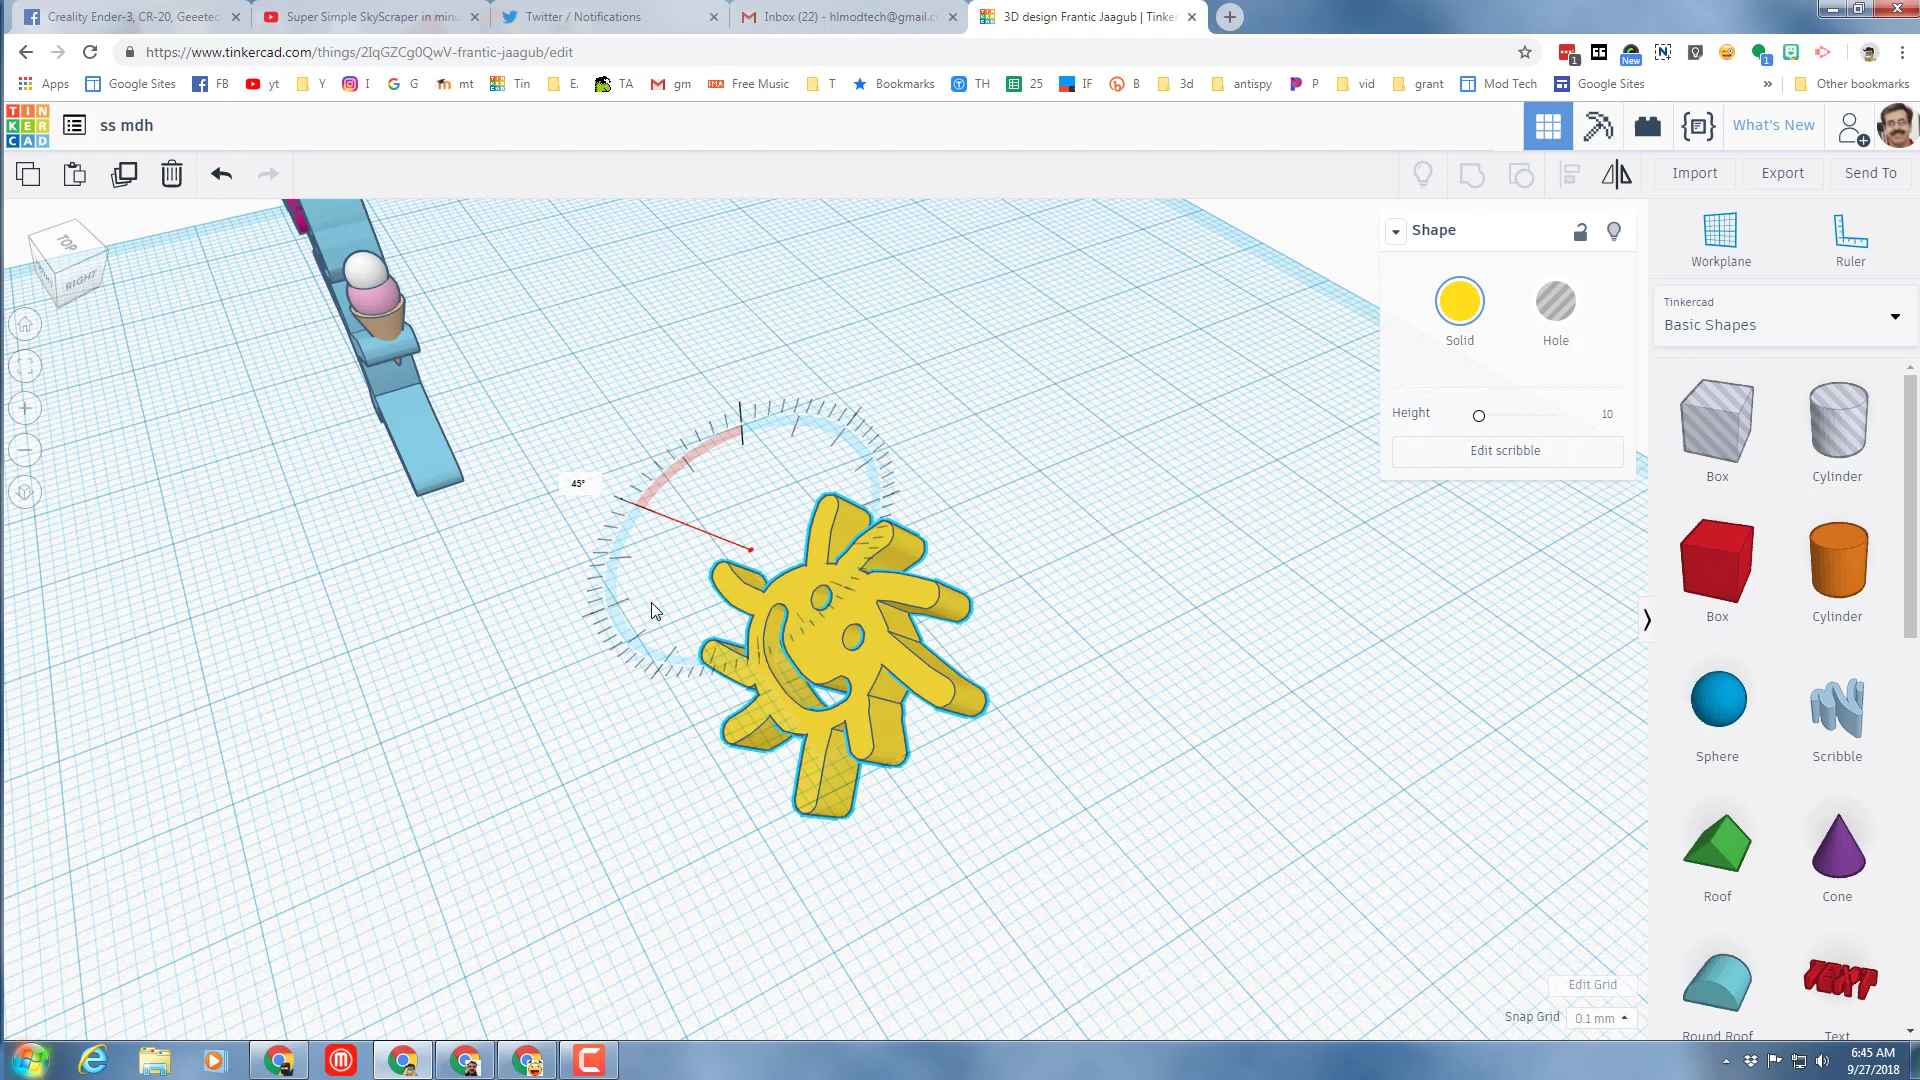 Creality Ender-3, CR-20, Geeetec
Super Simple SkyScraper in minu
Twitter / Notifications
Inbox (22) - hlmodtech@gmail.c
3D design Frantic Jaagub | Tinker
https://www.tinkercad.com/things/2IqGZCg0QwV-frantic-jaagub/edit
1
New
1
Apps
Google Sites
FB
yt
Y
I
G
mt
Tin
E.
TA
gm
Free Music
T
Bookmarks
TH
25
IF
B
3d
antispy
P
vid
grant
Mod Tech
Google Sites
»
Other bookmarks
TIN
KER
CAD
ss mdh
What's New
Import
Export
Send To
TOP
RIGHT
Shape
Solid
Hole
Height
10
Edit scribble
Workplane
Ruler
Tinkercad
Basic Shapes
Box
Cylinder
Box
Cylinder
Sphere
Scribble
Roof
Cone
Round Roof
Text
TEXT
45°
Edit Grid
Snap Grid
0.1 mm
6:45 AM
9/27/2018